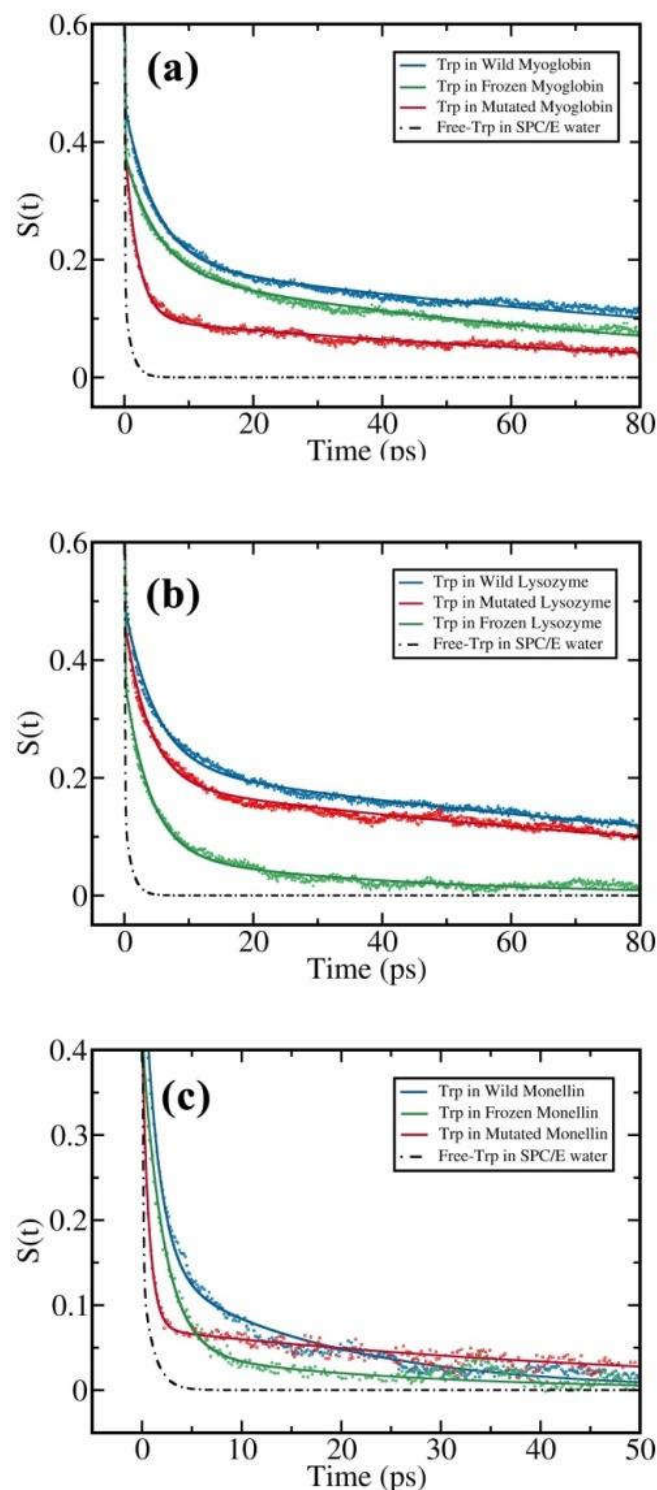 0.6
(a)
Trp in Wild Myoglobin
Trp in Frozen Myoglobin
Trp in Mutated Myoglobin
Free-Trp in SPC/E water
0.4
S(t)
0.2
0
0 20 40 60 80
Time (ps)
0.6
(b)
Trp in Wild Lysozyme
Trp in Mutated Lysozyme
Trp in Frozen Lysozyme
Free-Trp in SPC/E water
0.4
S(t)
0.2
0
0 20 40 60 80
Time (ps)
0.4
(c)
Trp in Wild Monellin
Trp in Frozen Monellin
Trp in Mutated Monellin
Free-Trp in SPC/E water
0.3
S(t)
0.2
0.1
0
0 10 20 30 40 50
Time (ps)